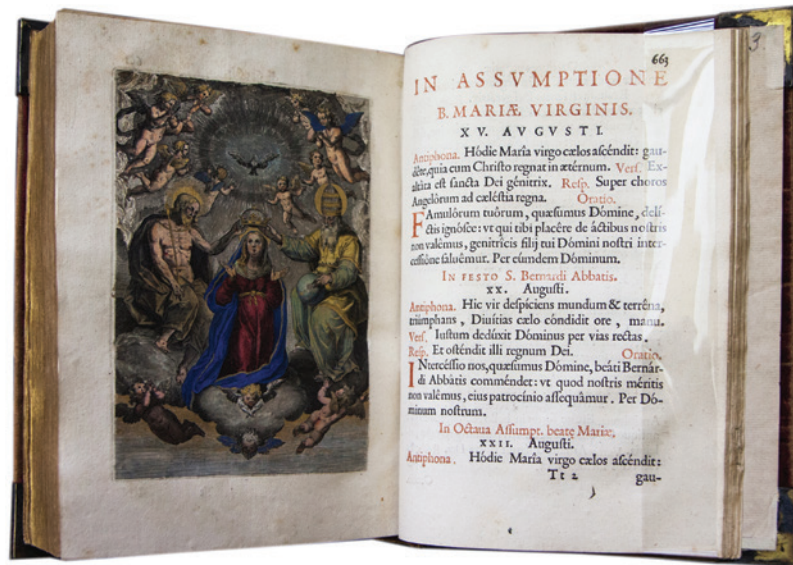 3.
663
IN ASSVMPTIONE
B. MARIÆ VIRGINIS.
XV. AVGVSTI.
Antiphona. Hódie María virgo cælos ascéndit: gau-
déte, quia cum Christo regnat in ætérnum. Vers. Ex-
altáta est sancta Dei génitrix. Resp. Super choros
Angelórum ad cæléstia regna. Oratio.
FAmulórum tuórum, quæsumus Dómine, delí-
ctis ignósce: vt qui tibi placére de áctibus nostris
non valémus, genitrícis filij tui Dómini nostri inter-
cessióne saluémur. Per eúmdem Dóminum.
IN FESTO S. Bernardi Abbatis.
XX. Augusti.
Antiphona. Hic vir despíciens mundum & terréna,
triúmphans, Diuítias cælo cóndidit ore, manu.
Vers. Iustum dedúxit Dóminus per vias rectas.
Resp. Et osténdit illi regnum Dei. Oratio.
INtercéssio nos, quæsumus Dómine, beáti Bernár-
di Abbátis comméndet: vt quod nostris méritis
non valémus, eius patrocínio assequámur. Per Dó-
minum nostrum.
In Octaua Assumpt. beatę Mariæ,
XXII. Augusti.
Antiphona. Hódie María virgo cælos ascéndit:
Tt 2 gau-